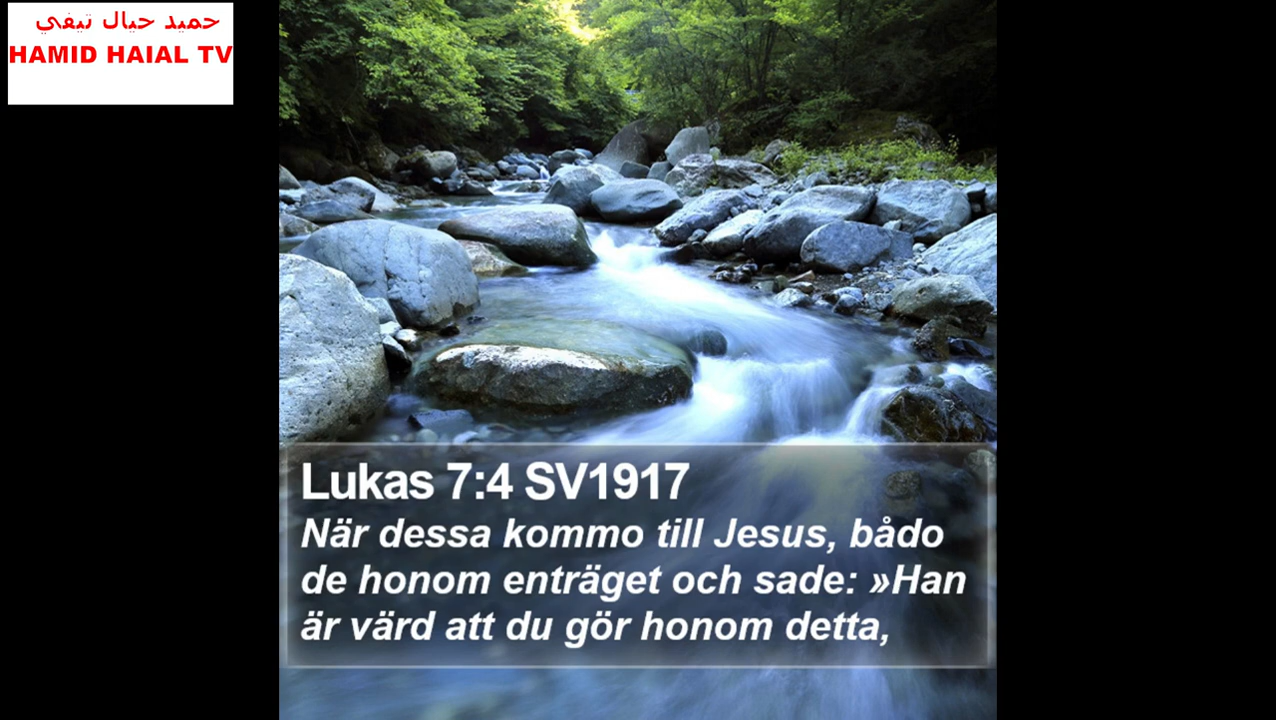 حميد حيال تيفي
HAMID HAIAL TV
Lukas 7:4 SV1917
När dessa kommo till Jesus, bådo
de honom enträget och sade: »Han
är värd att du gör honom detta,